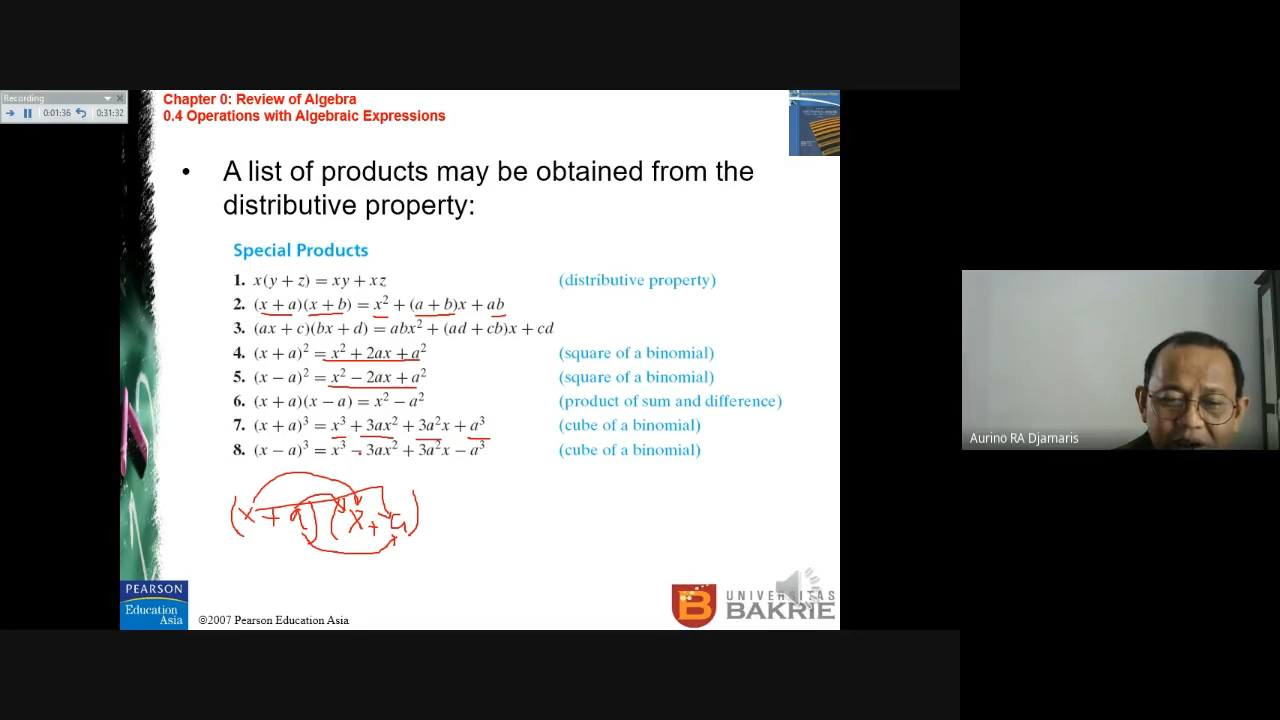 Recording
0:01:36 0:31:32
Chapter 0: Review of Algebra
0.4 Operations with Algebraic Expressions
• A list of products may be obtained from the
distributive property:
Special Products
1. x(y + z) = xy + xz (distributive property)
2. (x + a)(x + b) = x² + (a + b)x + ab
3. (ax + c)(bx + d) = abx² + (ad + cb)x + cd
4. (x + a)² = x² + 2ax + a² (square of a binomial)
5. (x − a)² = x² − 2ax + a² (square of a binomial)
6. (x + a)(x − a) = x² − a² (product of sum and difference)
7. (x + a)³ = x³ + 3ax² + 3a²x + a³ (cube of a binomial)
8. (x − a)³ = x³ − 3ax² + 3a²x − a³ (cube of a binomial)
(x + a) (x + a)
PEARSON
Education
Asia
©2007 Pearson Education Asia
UNIVERSITAS
BAKRIE
Aurino RA Djamaris